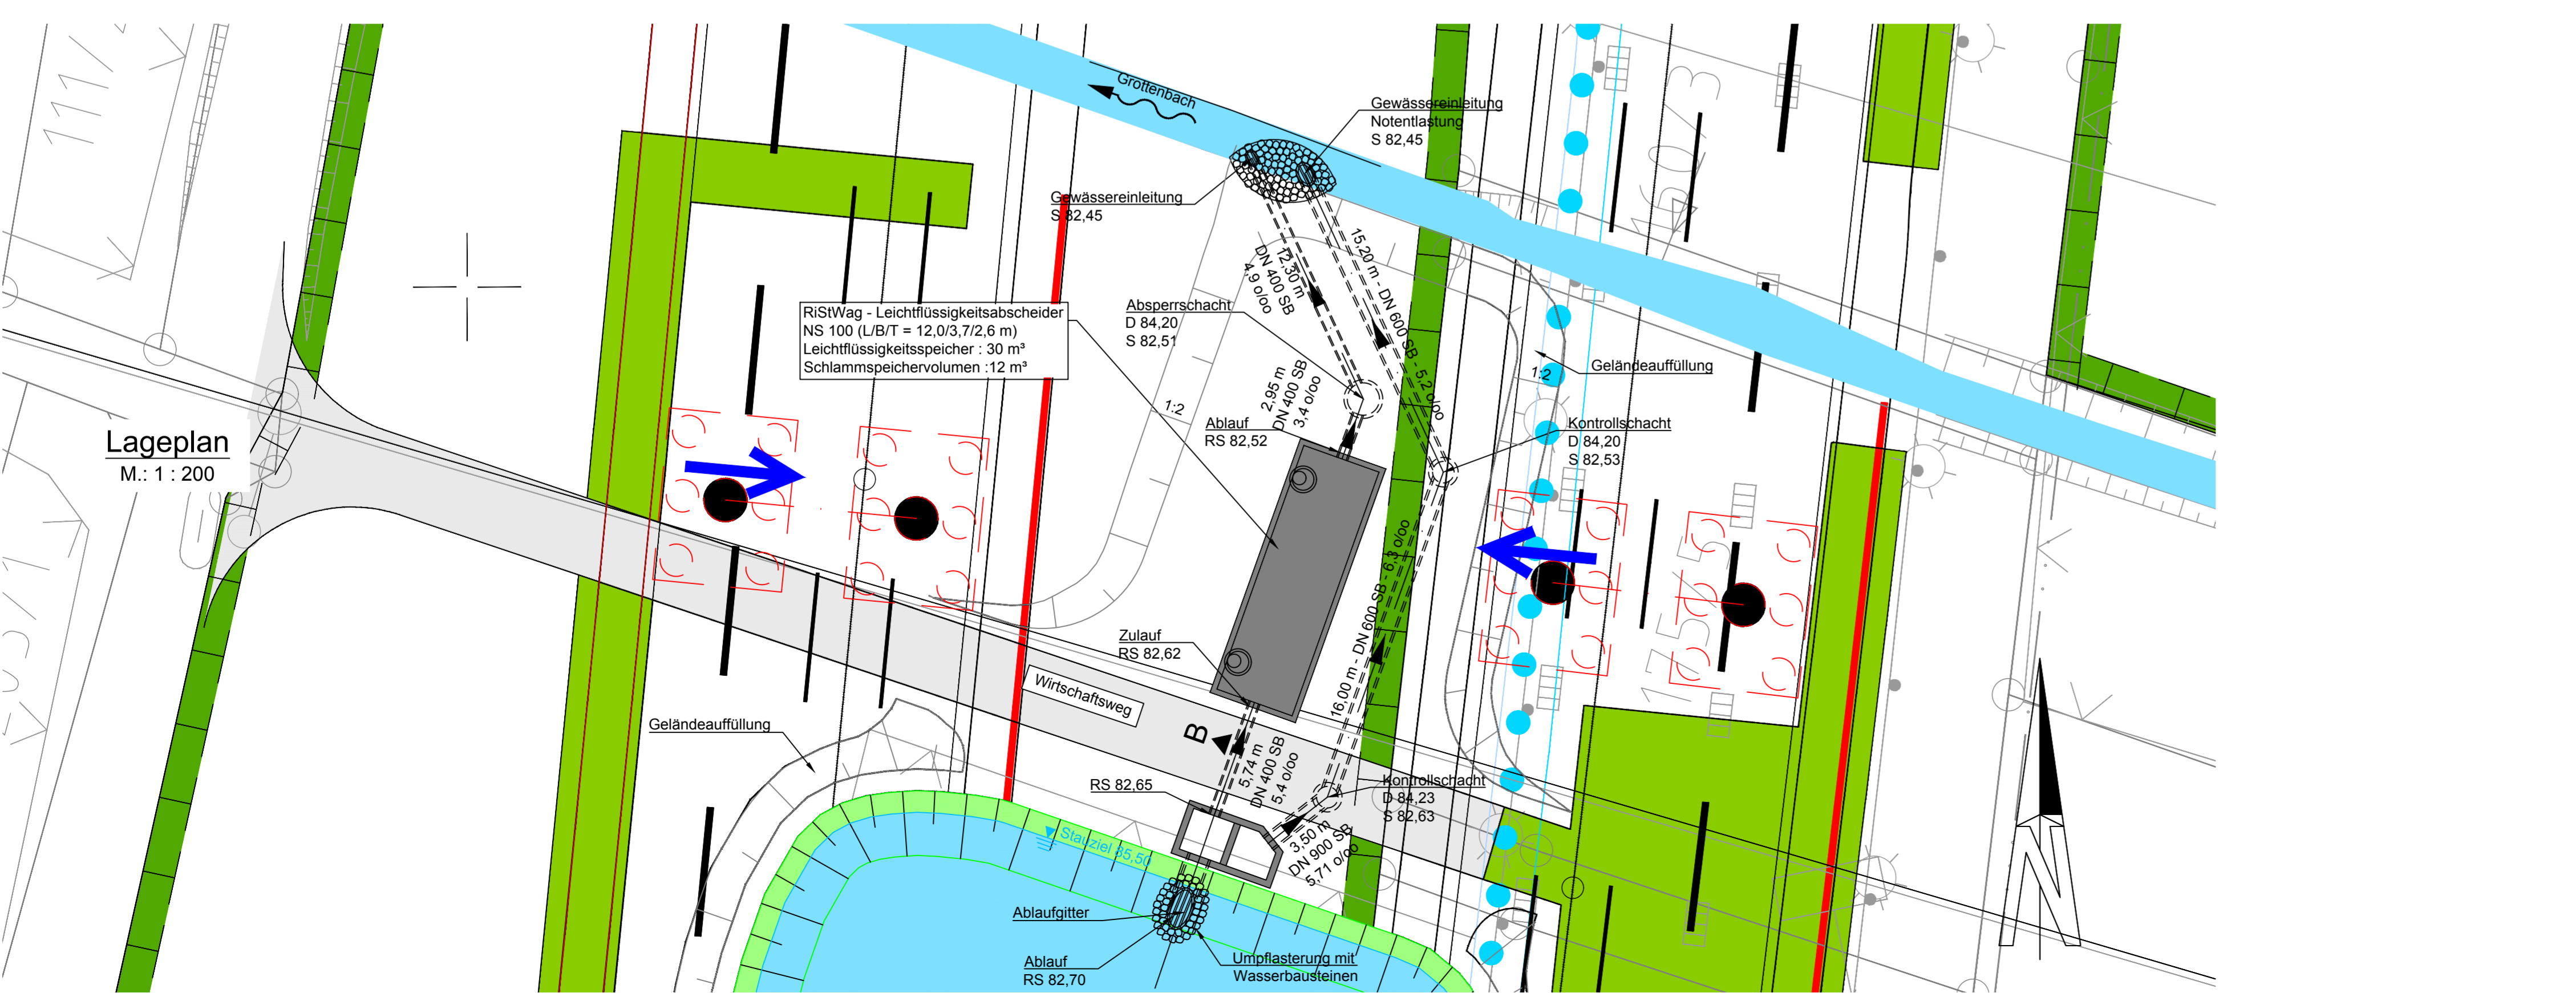 Grottenbach
Gewässereinleitung
Notentlastung
S 82,45
Gewässereinleitung
S 82,45
RiStWag - Leichtflüssigkeitsabscheider
NS 100 (L/B/T = 12,0/3,7/2,6 m)
Leichtflüssigkeitsspeicher : 30 m³
Schlammspeichervolumen :12 m³
Absperrschacht
D 84,20
S 82,51
12,30 m
DN 400 SB
4,9 o/oo
15,20 m - DN 600 SB - 5,2 o/oo
Geländeauffüllung
1:2
1:2
2,95 m
DN 400 SB
3,4 o/oo
Ablauf
RS 82,52
Kontrollschacht
D 84,20
S 82,53
Lageplan
M.: 1 : 200
16,00 m - DN 600 SB - 6,3 o/oo
Zulauf
RS 82,62
Wirtschaftsweg
Geländeauffüllung
B
5,74 m
DN 400 SB
5,4 o/oo
RS 82,65
Kontrollschacht
D 84,23
S 82,63
3,50 m
DN 900 SB
5,71 o/oo
Stauziel 85,50
Ablaufgitter
Ablauf
RS 82,70
Umpflasterung mit
Wasserbausteinen
N